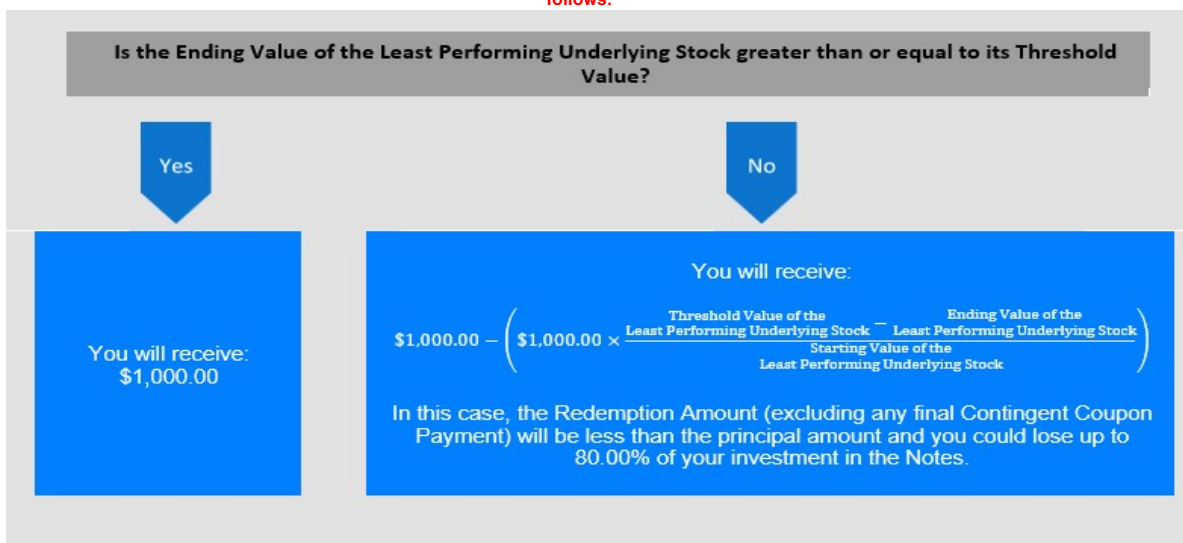 follows:
Is the Ending Value of the Least Performing Underlying Stock greater than or equal to its Threshold
Value?
Yes
No
You will receive:
$1,000.00
You will receive:
$1,000.00 − ( $1,000.00 × (Threshold Value of the Least Performing Underlying Stock − Ending Value of the Least Performing Underlying Stock) / Starting Value of the Least Performing Underlying Stock )
In this case, the Redemption Amount (excluding any final Contingent Coupon
Payment) will be less than the principal amount and you could lose up to
80.00% of your investment in the Notes.